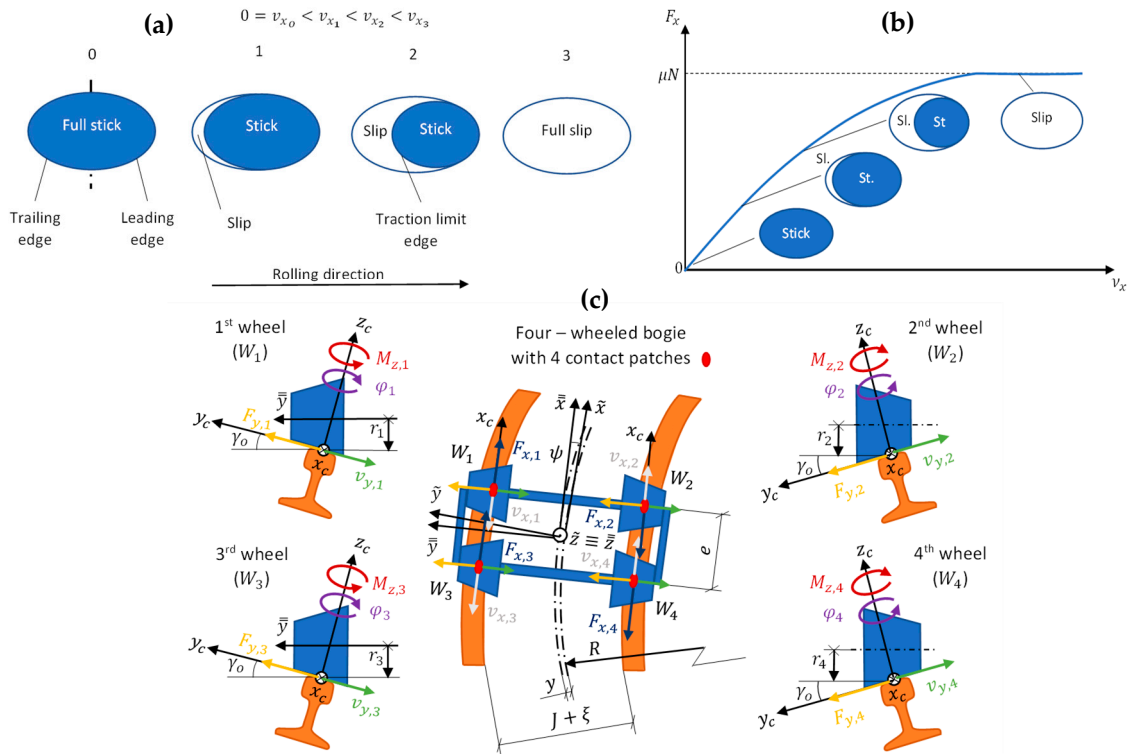 (a)
0 = v_{x_0} < v_{x_1} < v_{x_2} < v_{x_3}
0
1
2
3
Full stick
Stick
Slip
Stick
Full slip
Trailing
edge
Leading
edge
Slip
Traction limit
edge
Rolling direction
(b)
F_x
μN
Sl.
St
Slip
Sl.
St.
Stick
0
ν_x
(c)
1st wheel
(W_1)
z_c
M_{z,1}
φ_1
y̿
F_{y,1}
y_c
γ_o
r_1
x_c
v_{y,1}
Four – wheeled bogie
with 4 contact patches
x̿
x̃
x_c
x_c
ψ
W_1
F_{x,1}
v_{x,2}
W_2
ỹ
v_{x,1}
F_{x,2}
y̿
z̃ ≡ z̿
e
F_{x,3}
v_{x,4}
W_3
W_4
v_{x,3}
F_{x,4}
R
y
J + ξ
2nd wheel
(W_2)
z_c
M_{z,2}
φ_2
r_2
v_{y,2}
γ_o
x_c
F_{y,2}
y_c
3rd wheel
(W_3)
z_c
M_{z,3}
φ_3
y̿
F_{y,3}
y_c
γ_o
r_3
x_c
v_{y,3}
4th wheel
(W_4)
z_c
M_{z,4}
φ_4
r_4
v_{y,4}
γ_o
x_c
F_{y,4}
y_c